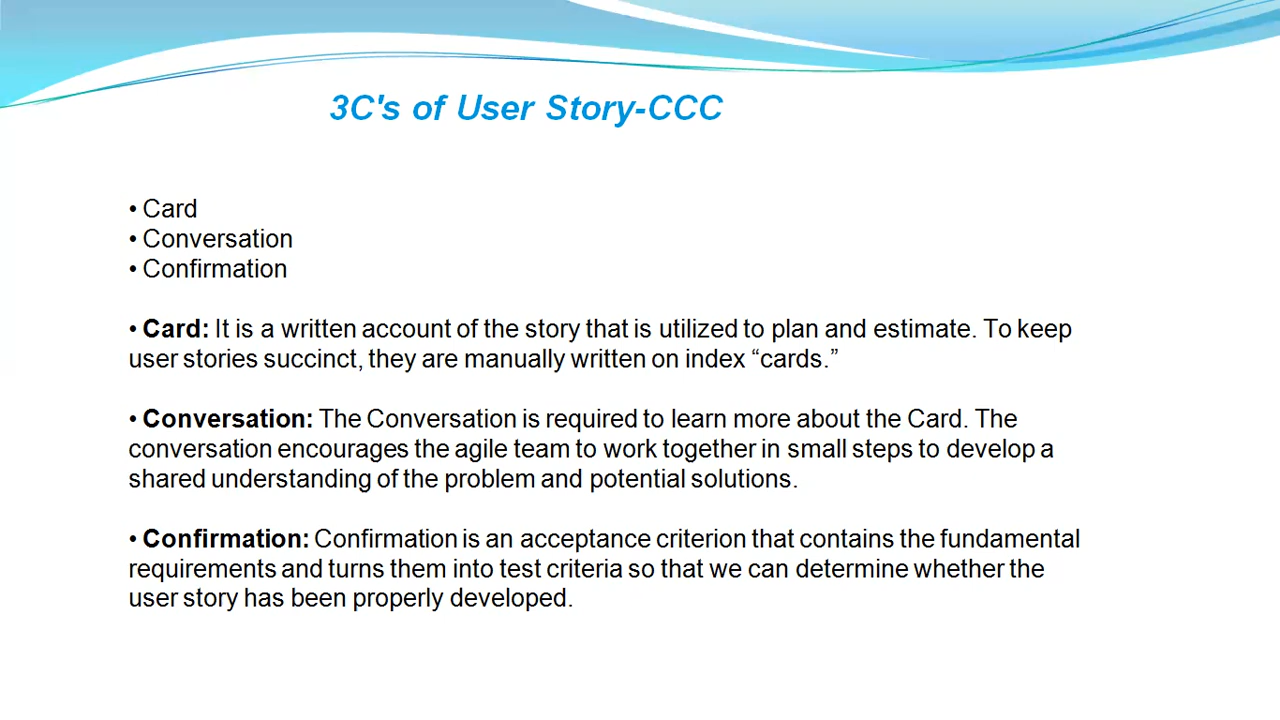 3C's of User Story-CCC
• Card
• Conversation
• Confirmation
• Card: It is a written account of the story that is utilized to plan and estimate. To keep
user stories succinct, they are manually written on index “cards.”
• Conversation: The Conversation is required to learn more about the Card. The
conversation encourages the agile team to work together in small steps to develop a
shared understanding of the problem and potential solutions.
• Confirmation: Confirmation is an acceptance criterion that contains the fundamental
requirements and turns them into test criteria so that we can determine whether the
user story has been properly developed.